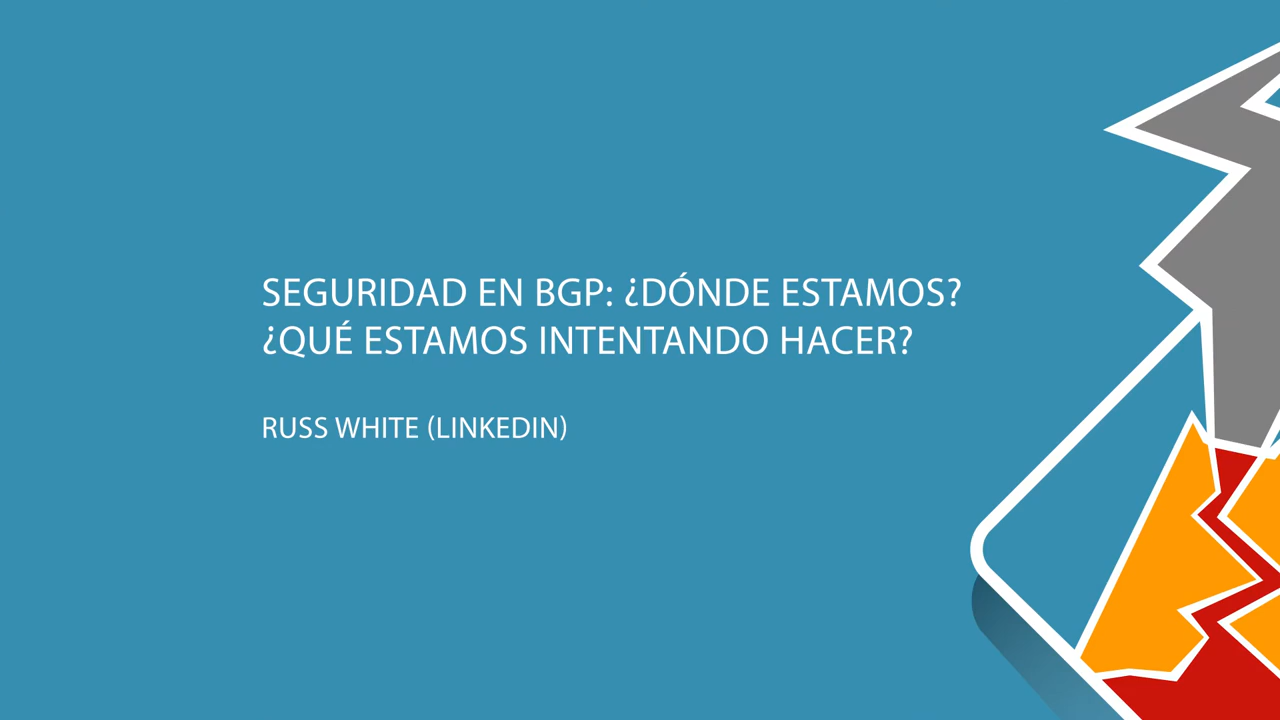 SEGURIDAD EN BGP: ¿DÓNDE ESTAMOS?
¿QUÉ ESTAMOS INTENTANDO HACER?
RUSS WHITE (LINKEDIN)